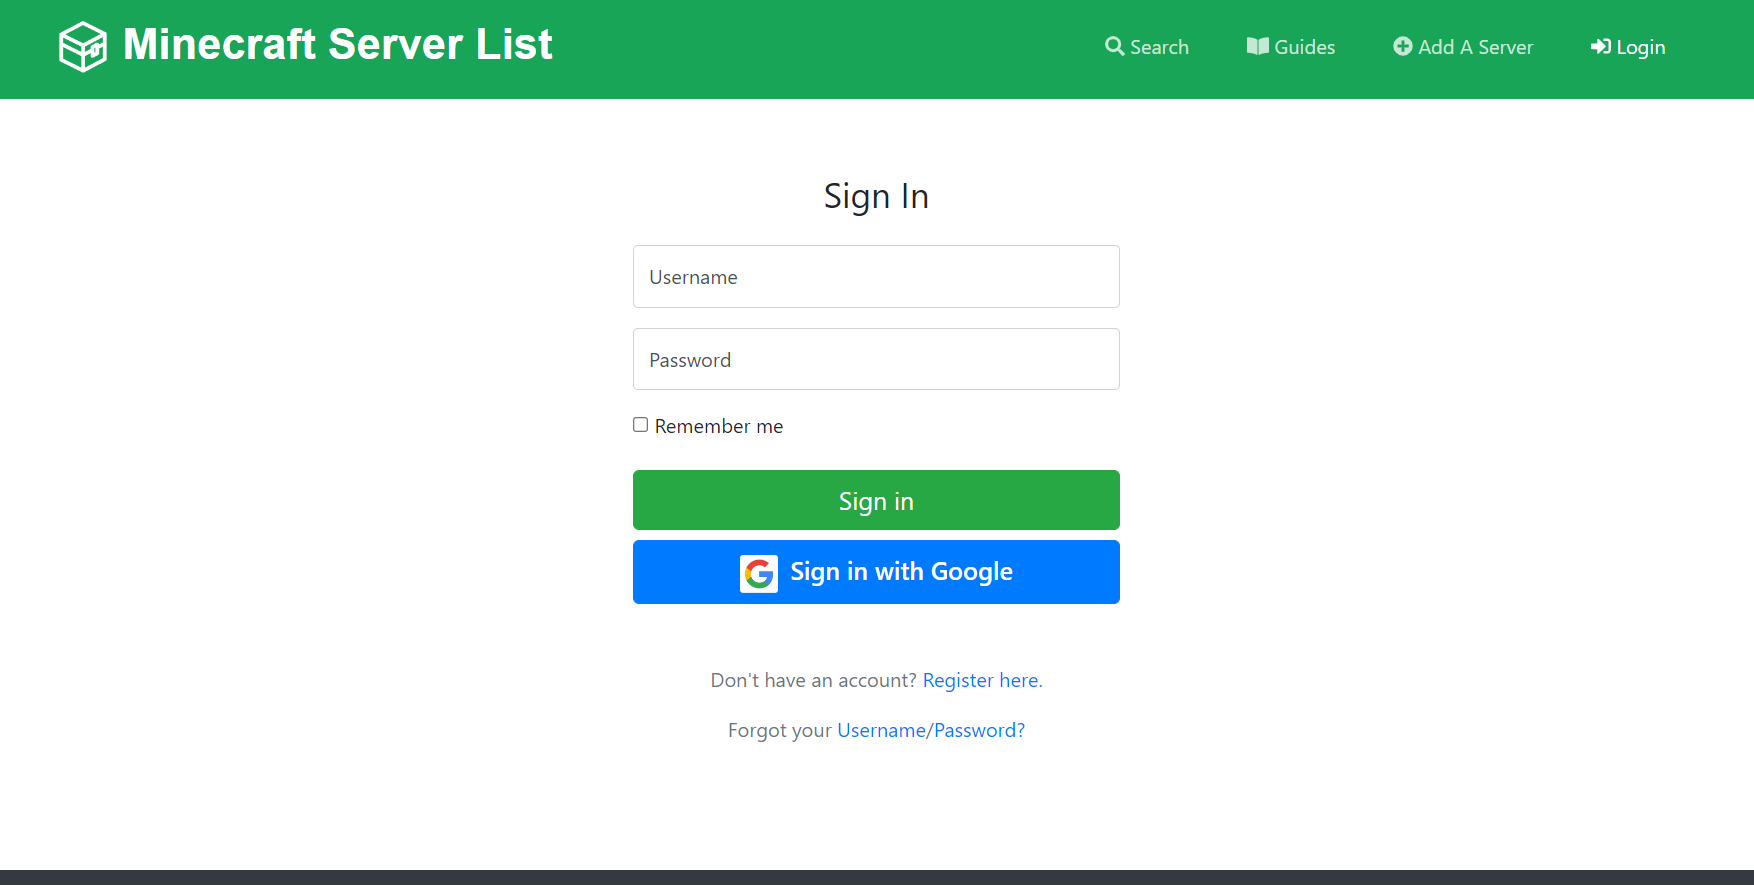 Minecraft Server List
Search
Guides
Add A Server
Login
Sign In
Username
Password
Remember me
Sign in
Sign in with Google
Don't have an account? Register here.
Forgot your Username/Password?